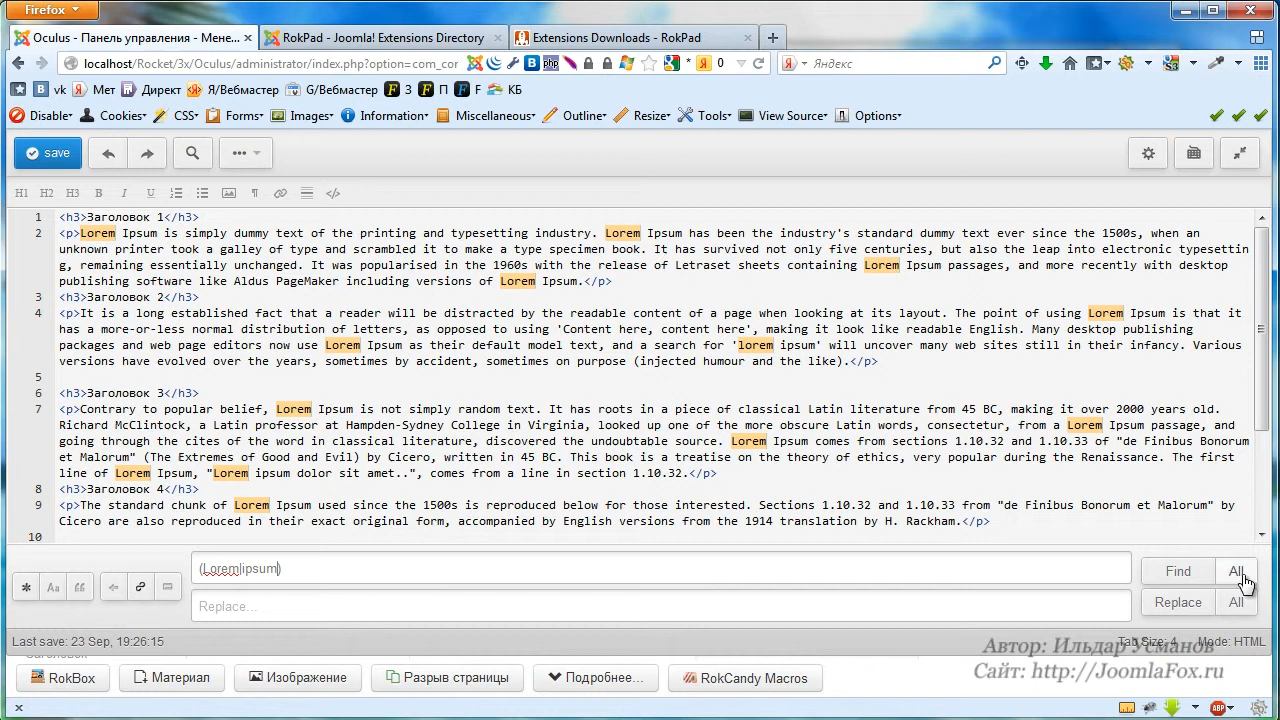 Firefox
Oculus - Панель управления - Мене...
RokPad - Joomla! Extensions Directory
Extensions Downloads - RokPad
localhost/Rocket/3x/Oculus/administrator/index.php?option=com_cor
php
0
Яндекс
vk
Мет
Директ
Я/Вебмастер
G/Вебмастер
З
П
F
КБ
Disable
Cookies
CSS
Forms
Images
Information
Miscellaneous
Outline
Resize
Tools
View Source
Options
save
H1 H2 H3 B I U
1 <h3>Заголовок 1</h3>
2 <p>Lorem Ipsum is simply dummy text of the printing and typesetting industry. Lorem Ipsum has been the industry's standard dummy text ever since the 1500s, when an
unknown printer took a galley of type and scrambled it to make a type specimen book. It has survived not only five centuries, but also the leap into electronic typesettin
g, remaining essentially unchanged. It was popularised in the 1960s with the release of Letraset sheets containing Lorem Ipsum passages, and more recently with desktop
publishing software like Aldus PageMaker including versions of Lorem Ipsum.</p>
3 <h3>Заголовок 2</h3>
4 <p>It is a long established fact that a reader will be distracted by the readable content of a page when looking at its layout. The point of using Lorem Ipsum is that it
has a more-or-less normal distribution of letters, as opposed to using 'Content here, content here', making it look like readable English. Many desktop publishing
packages and web page editors now use Lorem Ipsum as their default model text, and a search for 'lorem ipsum' will uncover many web sites still in their infancy. Various
versions have evolved over the years, sometimes by accident, sometimes on purpose (injected humour and the like).</p>
5
6 <h3>Заголовок 3</h3>
7 <p>Contrary to popular belief, Lorem Ipsum is not simply random text. It has roots in a piece of classical Latin literature from 45 BC, making it over 2000 years old.
Richard McClintock, a Latin professor at Hampden-Sydney College in Virginia, looked up one of the more obscure Latin words, consectetur, from a Lorem Ipsum passage, and
going through the cites of the word in classical literature, discovered the undoubtable source. Lorem Ipsum comes from sections 1.10.32 and 1.10.33 of "de Finibus Bonorum
et Malorum" (The Extremes of Good and Evil) by Cicero, written in 45 BC. This book is a treatise on the theory of ethics, very popular during the Renaissance. The first
line of Lorem Ipsum, "Lorem ipsum dolor sit amet..", comes from a line in section 1.10.32.</p>
8 <h3>Заголовок 4</h3>
9 <p>The standard chunk of Lorem Ipsum used since the 1500s is reproduced below for those interested. Sections 1.10.32 and 1.10.33 from "de Finibus Bonorum et Malorum" by
Cicero are also reproduced in their exact original form, accompanied by English versions from the 1914 translation by H. Rackham.</p>
10
(Lorem|ipsum)
Find All
Aa
Replace...
Replace All
Last save: 23 Sep, 19:26:15
Tab Size: 4
Mode: HTML
Автор: Ильдар Усманов
Сайт: http://JoomlaFox.ru
RokBox
Материал
Изображение
Разрыв страницы
Подробнее...
RokCandy Macros
ABP